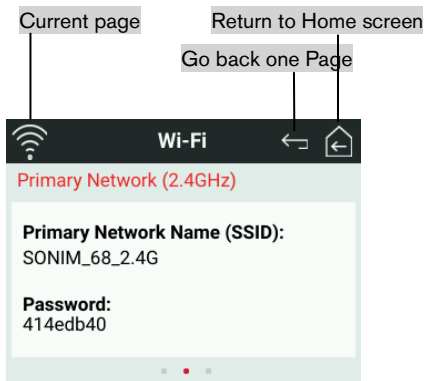 Current page
Return to Home screen
Go back one Page
Wi-Fi
Primary Network (2.4GHz)
Primary Network Name (SSID):
SONIM_68_2.4G
Password:
414edb40